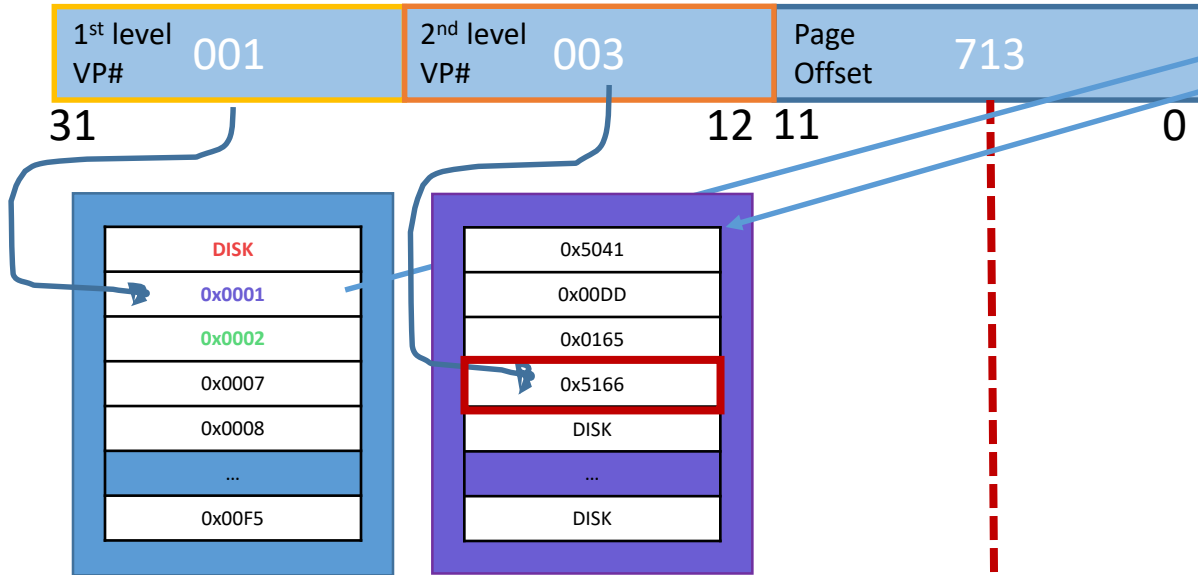 1st level
VP#
001
2nd level
VP#
003
Page
Offset
713
31
12
11
0
DISK
0x0001
0x0002
0x0007
0x0008
...
0x00F5
0x5041
0x00DD
0x0165
0x5166
DISK
...
DISK